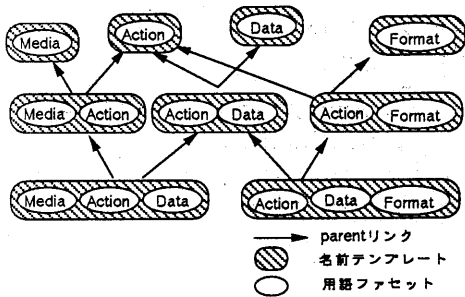 Media Action Data Format
Media Action Action Data Action Format
Media Action Data Action Data Format
parentリンク
名前テンプレート
用語ファセット